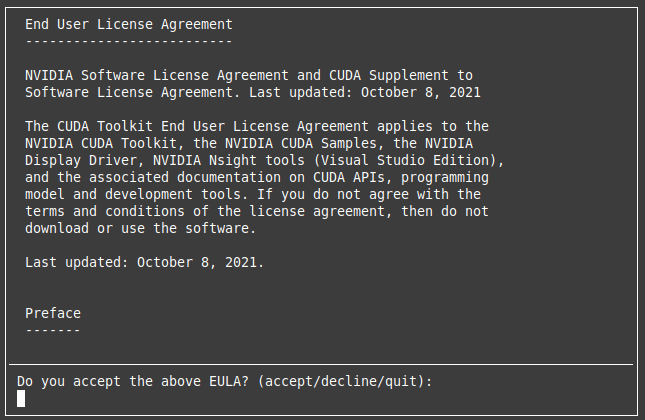 End User License Agreement
--------------------------
NVIDIA Software License Agreement and CUDA Supplement to
Software License Agreement. Last updated: October 8, 2021
The CUDA Toolkit End User License Agreement applies to the
NVIDIA CUDA Toolkit, the NVIDIA CUDA Samples, the NVIDIA
Display Driver, NVIDIA Nsight tools (Visual Studio Edition),
and the associated documentation on CUDA APIs, programming
model and development tools. If you do not agree with the
terms and conditions of the license agreement, then do not
download or use the software.
Last updated: October 8, 2021.
Preface
-------
Do you accept the above EULA? (accept/decline/quit):